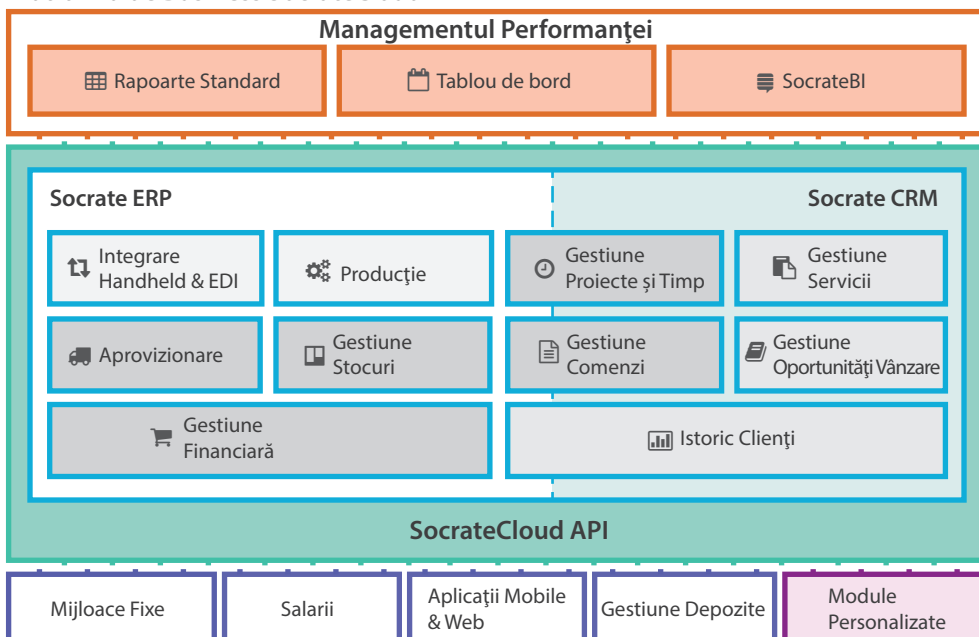 Managementul Performanţei
Rapoarte Standard
Tablou de bord
SocrateBI
Socrate ERP
Socrate CRM
Integrare
Handheld & EDI
Producţie
Gestiune
Proiecte și Timp
Gestiune
Servicii
Aprovizionare
Gestiune
Stocuri
Gestiune
Comenzi
Gestiune
Oportunităţi Vânzare
Gestiune
Financiară
Istoric Clienţi
SocrateCloud API
Mijloace Fixe
Salarii
Aplicaţii Mobile
& Web
Gestiune Depozite
Module
Personalizate